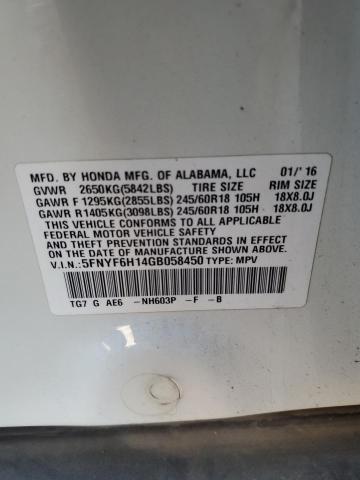 MFD. BY HONDA MFG. OF ALABAMA, LLC 01/'16
GVWR 2650KG(5842LBS) TIRE SIZE RIM SIZE
GAWR F 1295KG(2855LBS) 245/60R18 105H 18X8.0J
GAWR R 1405KG(3098LBS) 245/60R18 105H 18X8.0J
THIS VEHICLE CONFORMS TO ALL APPLICABLE
FEDERAL MOTOR VEHICLE SAFETY AND
THEFT PREVENTION STANDARDS IN EFFECT
ON THE DATE OF MANUFACTURE SHOWN ABOVE.
V.I.N.: 5FNYF6H14GB058450 TYPE: MPV
TG7 G AE6 -NH603P -F -B